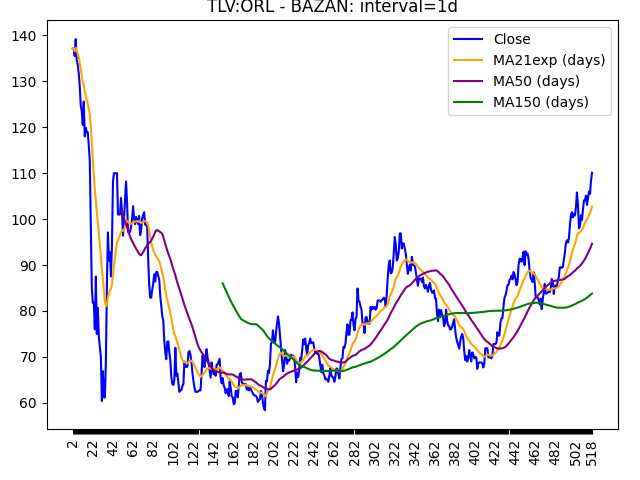 TLV:ORL - BAZAN: interval=1d
Close
MA21exp (days)
MA50 (days)
MA150 (days)
140
130
120
110
100
90
80
70
60
2 22 42 62 82 102 122 142 162 182 202 222 242 262 282 302 322 342 362 382 402 422 442 462 482 502 518